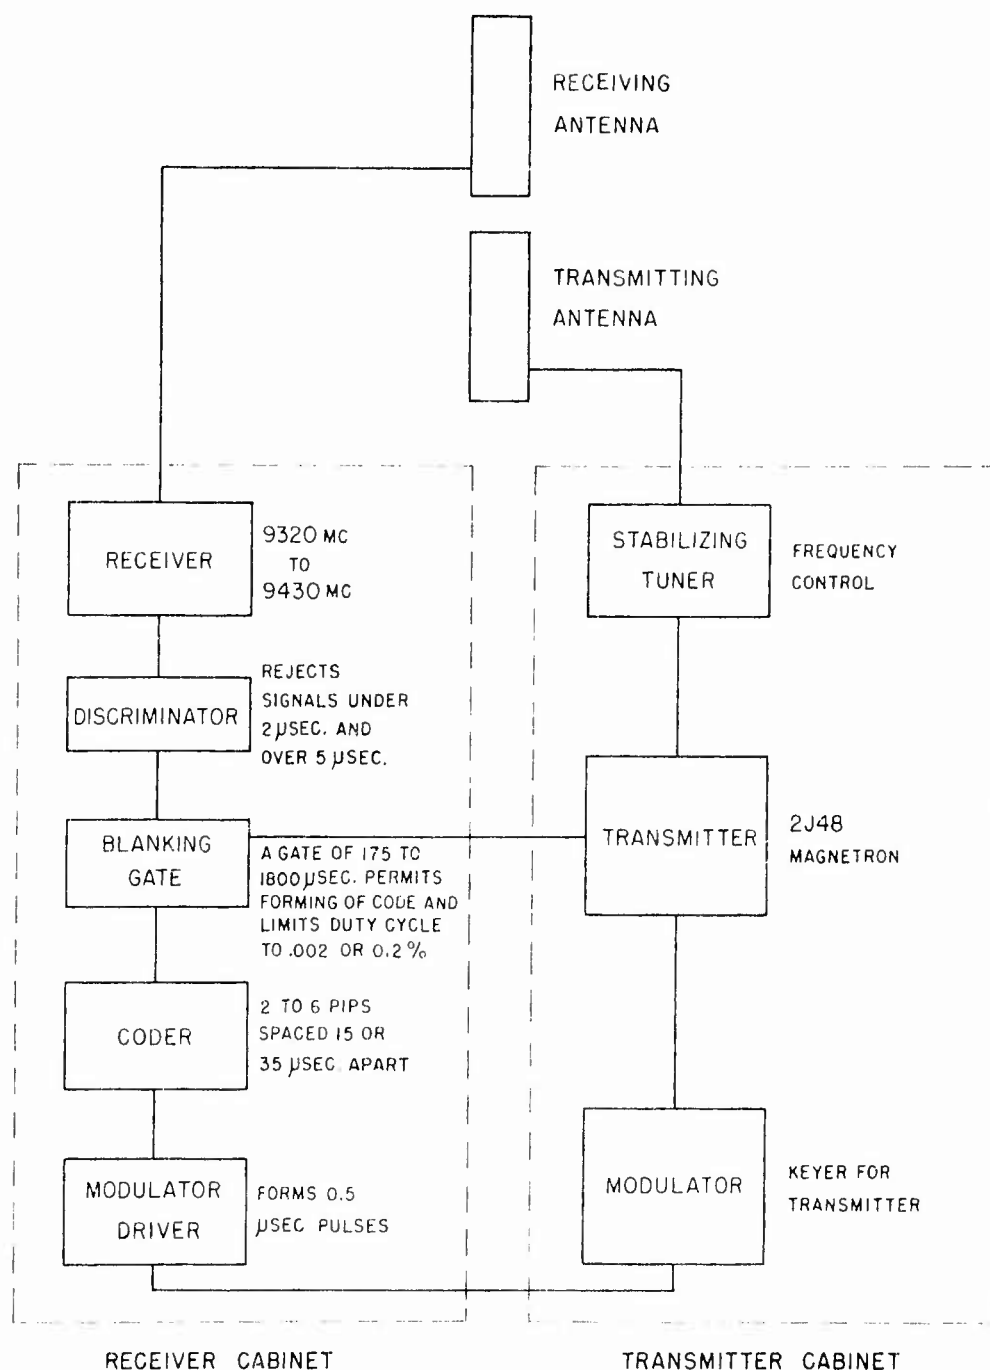 RECEIVING
ANTENNA
TRANSMITTING
ANTENNA
RECEIVER
9320 MC
TO
9430 MC
DISCRIMINATOR
REJECTS
SIGNALS UNDER
2 µSEC. AND
OVER 5 µSEC.
BLANKING
GATE
A GATE OF 175 TO
1800 µSEC. PERMITS
FORMING OF CODE AND
LIMITS DUTY CYCLE
TO .002 OR 0.2%
CODER
2 TO 6 PIPS
SPACED 15 OR
35 µSEC. APART
MODULATOR
DRIVER
FORMS 0.5
µSEC PULSES
RECEIVER CABINET
STABILIZING
TUNER
FREQUENCY
CONTROL
TRANSMITTER
2J48
MAGNETRON
MODULATOR
KEYER FOR
TRANSMITTER
TRANSMITTER CABINET